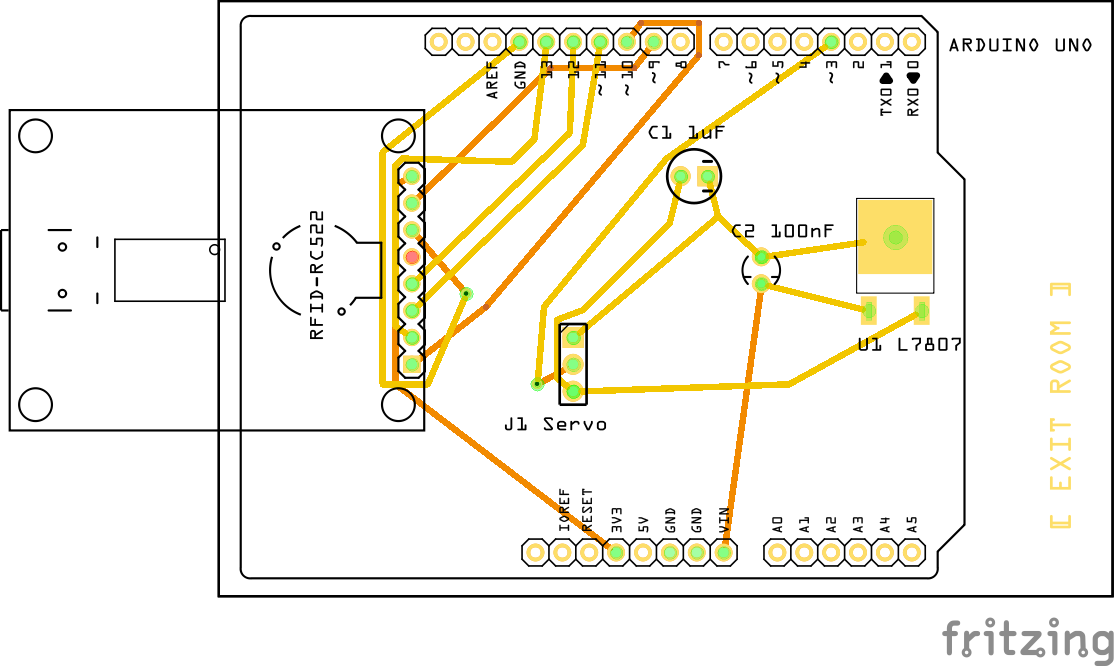 ARDUINO UNO
AREF
GND
13
12
~11
~10
~9
8
7
~6
~5
4
~3
2
TX0 1
RX0 0
C1 1uF
C2 100nF
RFID-RC522
U1 L7807
[ EXIT ROOM ]
J1 Servo
IOREF
RESET
3V3
5V
GND
GND
VIN
A0
A1
A2
A3
A4
A5
fritzing